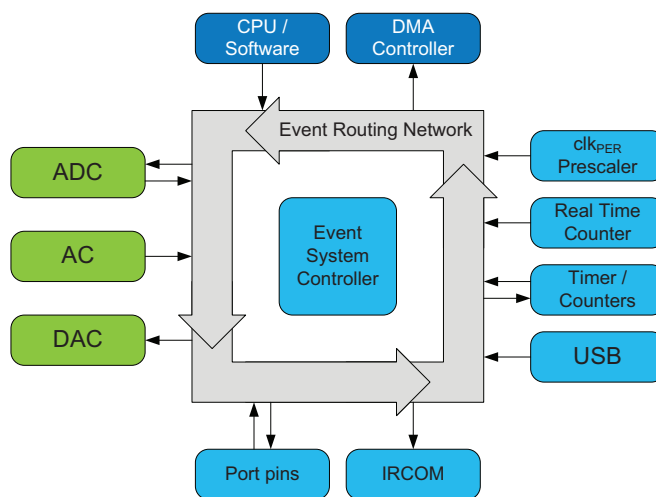 CPU /
Software
DMA
Controller
Event Routing Network
ADC
AC
DAC
Event
System
Controller
clkPER
Prescaler
Real Time
Counter
Timer /
Counters
USB
Port pins
IRCOM